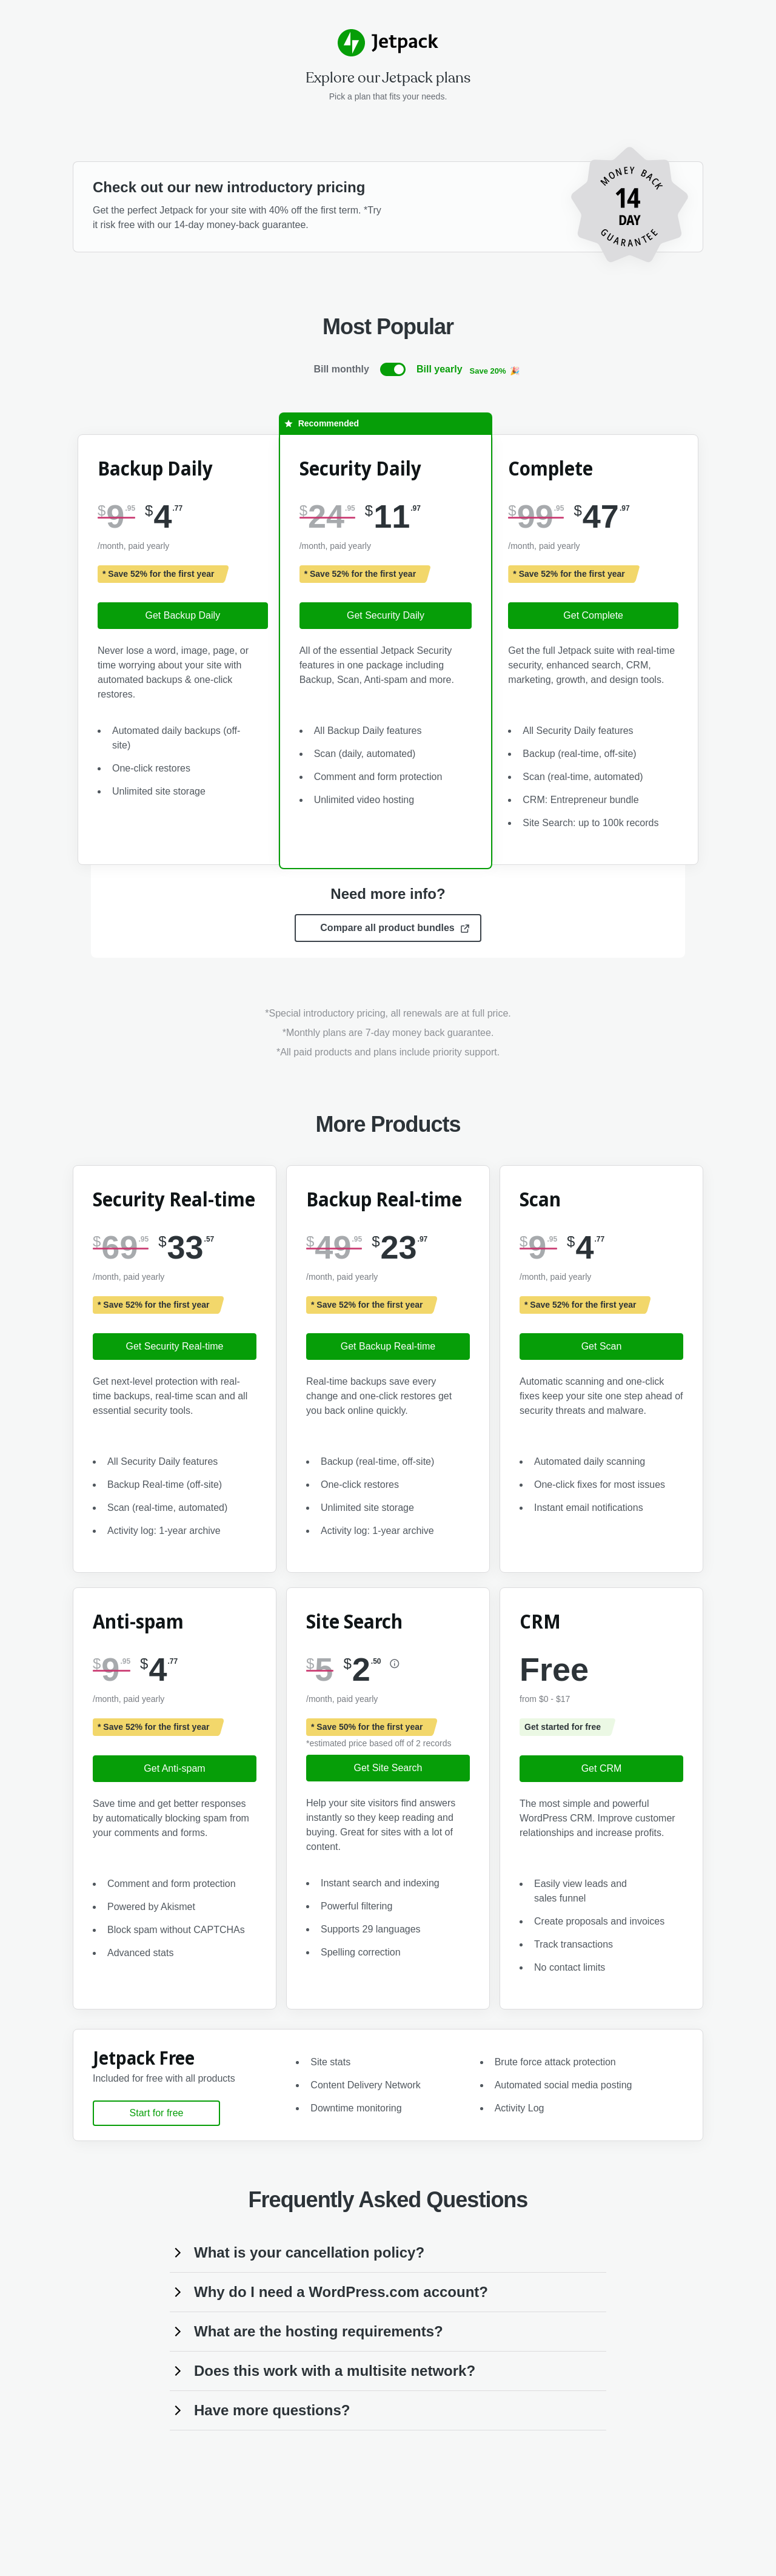 Jetpack
Explore our Jetpack plans
Pick a plan that fits your needs.
Check out our new introductory pricing
Get the perfect Jetpack for your site with 40% off the first term. *Try
it risk free with our 14-day money-back guarantee.
MONEY BACK
14
DAY
GUARANTEE
Most Popular
Bill monthly Bill yearly Save 20% 🎉
Recommended
Backup Daily
$9.95 $4.77
/month, paid yearly
* Save 52% for the first year
Get Backup Daily
Never lose a word, image, page, or
time worrying about your site with
automated backups & one-click
restores.
• Automated daily backups (off-
site)
• One-click restores
• Unlimited site storage
Security Daily
$24.95 $11.97
/month, paid yearly
* Save 52% for the first year
Get Security Daily
All of the essential Jetpack Security
features in one package including
Backup, Scan, Anti-spam and more.
• All Backup Daily features
• Scan (daily, automated)
• Comment and form protection
• Unlimited video hosting
Complete
$99.95 $47.97
/month, paid yearly
* Save 52% for the first year
Get Complete
Get the full Jetpack suite with real-time
security, enhanced search, CRM,
marketing, growth, and design tools.
• All Security Daily features
• Backup (real-time, off-site)
• Scan (real-time, automated)
• CRM: Entrepreneur bundle
• Site Search: up to 100k records
Need more info?
Compare all product bundles
*Special introductory pricing, all renewals are at full price.
*Monthly plans are 7-day money back guarantee.
*All paid products and plans include priority support.
More Products
Security Real-time
$69.95 $33.57
/month, paid yearly
* Save 52% for the first year
Get Security Real-time
Get next-level protection with real-
time backups, real-time scan and all
essential security tools.
• All Security Daily features
• Backup Real-time (off-site)
• Scan (real-time, automated)
• Activity log: 1-year archive
Backup Real-time
$49.95 $23.97
/month, paid yearly
* Save 52% for the first year
Get Backup Real-time
Real-time backups save every
change and one-click restores get
you back online quickly.
• Backup (real-time, off-site)
• One-click restores
• Unlimited site storage
• Activity log: 1-year archive
Scan
$9.95 $4.77
/month, paid yearly
* Save 52% for the first year
Get Scan
Automatic scanning and one-click
fixes keep your site one step ahead of
security threats and malware.
• Automated daily scanning
• One-click fixes for most issues
• Instant email notifications
Anti-spam
$9.95 $4.77
/month, paid yearly
* Save 52% for the first year
Get Anti-spam
Save time and get better responses
by automatically blocking spam from
your comments and forms.
• Comment and form protection
• Powered by Akismet
• Block spam without CAPTCHAs
• Advanced stats
Site Search
$5 $2.50
/month, paid yearly
* Save 50% for the first year
*estimated price based off of 2 records
Get Site Search
Help your site visitors find answers
instantly so they keep reading and
buying. Great for sites with a lot of
content.
• Instant search and indexing
• Powerful filtering
• Supports 29 languages
• Spelling correction
CRM
Free
from $0 - $17
Get started for free
Get CRM
The most simple and powerful
WordPress CRM. Improve customer
relationships and increase profits.
• Easily view leads and
sales funnel
• Create proposals and invoices
• Track transactions
• No contact limits
Jetpack Free
Included for free with all products
Start for free
• Site stats
• Content Delivery Network
• Downtime monitoring
• Brute force attack protection
• Automated social media posting
• Activity Log
Frequently Asked Questions
What is your cancellation policy?
Why do I need a WordPress.com account?
What are the hosting requirements?
Does this work with a multisite network?
Have more questions?